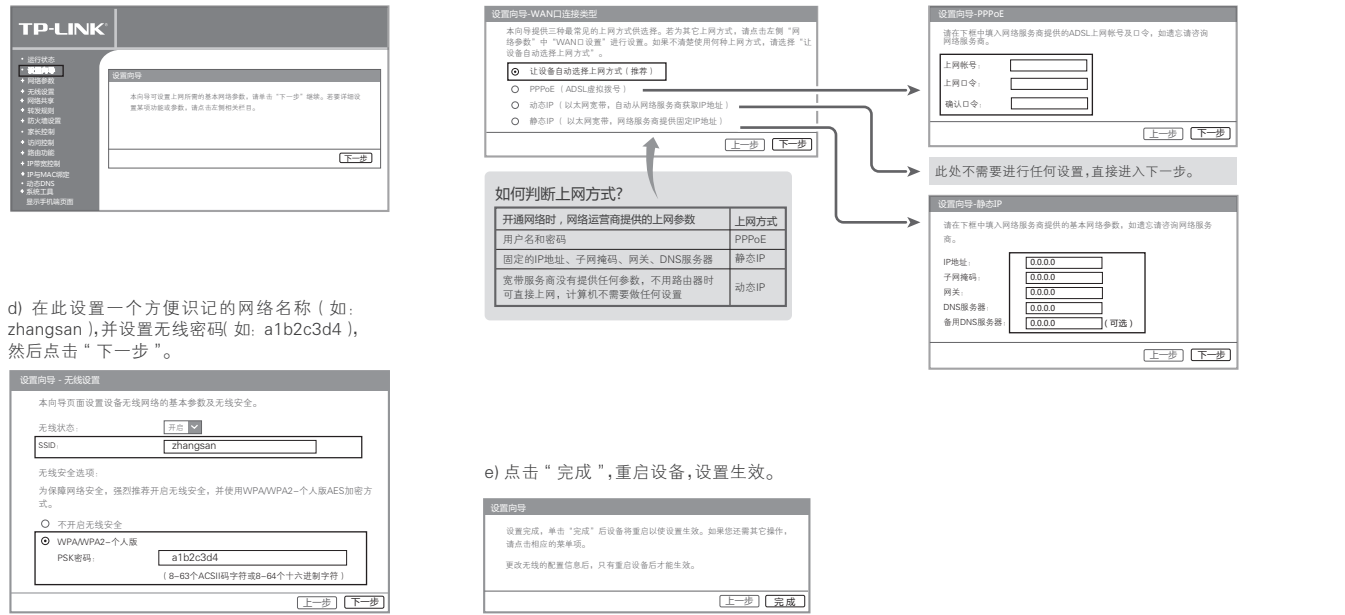 TP-LINK
• 运行状态
• 设置向导
+ 网络参数
+ 无线设置
+ 网络共享
+ 转发规则
+ 防火墙设置
• 家长控制
+ 访问控制
+ 路由功能
+ IP带宽控制
+ IP与MAC绑定
• 动态DNS
+ 系统工具
显示手机端页面
设置向导
本向导可设置上网所需的基本网络参数，请单击“下一步”继续。若要详细设
置某项功能或参数，请点击左侧相关栏目。
下一步
设置向导-WAN口连接类型
本向导提供三种最常见的上网方式供选择。若为其它上网方式，请点击左侧“网
络参数”中“WAN口设置”进行设置。如果不清楚使用何种上网方式，请选择“让
设备自动选择上网方式”。
让设备自动选择上网方式（推荐）
PPPoE（ADSL虚拟拨号）
动态IP（以太网宽带，自动从网络服务商获取IP地址）
静态IP（以太网宽带，网络服务商提供固定IP地址）
上一步 下一步
如何判断上网方式?
开通网络时，网络运营商提供的上网参数 上网方式
用户名和密码 PPPoE
固定的IP地址、子网掩码、网关、DNS服务器 静态IP
宽带服务商没有提供任何参数，不用路由器时
可直接上网，计算机不需要做任何设置 动态IP
设置向导-PPPoE
请在下框中填入网络服务商提供的ADSL上网帐号及口令，如遗忘请咨询
网络服务商。
上网帐号:
上网口令:
确认口令:
上一步 下一步
此处不需要进行任何设置,直接进入下一步。
设置向导-静态IP
请在下框中填入网络服务商提供的基本网络参数，如遗忘请咨询网络服务
商。
IP地址: 0.0.0.0
子网掩码: 0.0.0.0
网关: 0.0.0.0
DNS服务器: 0.0.0.0
备用DNS服务器: 0.0.0.0 (可选)
上一步 下一步
d) 在此设置一个方便识记的网络名称（如:
zhangsan ),并设置无线密码( 如: a1b2c3d4 ),
然后点击“下一步”。
设置向导 - 无线设置
本向导页面设置设备无线网络的基本参数及无线安全。
无线状态: 开启
SSID: zhangsan
无线安全选项:
为保障网络安全，强烈推荐开启无线安全，并使用WPA/WPA2-个人版AES加密方
式。
不开启无线安全
WPA/WPA2-个人版
PSK密码: a1b2c3d4
（8-63个ACSII码字符或8-64个十六进制字符）
上一步 下一步
e) 点击“完成”,重启设备,设置生效。
设置向导
设置完成，单击“完成”后设备将重启以使设置生效。如果您还需其它操作，
请点击相应的菜单项。
更改无线的配置信息后，只有重启设备后才能生效。
上一步 完成